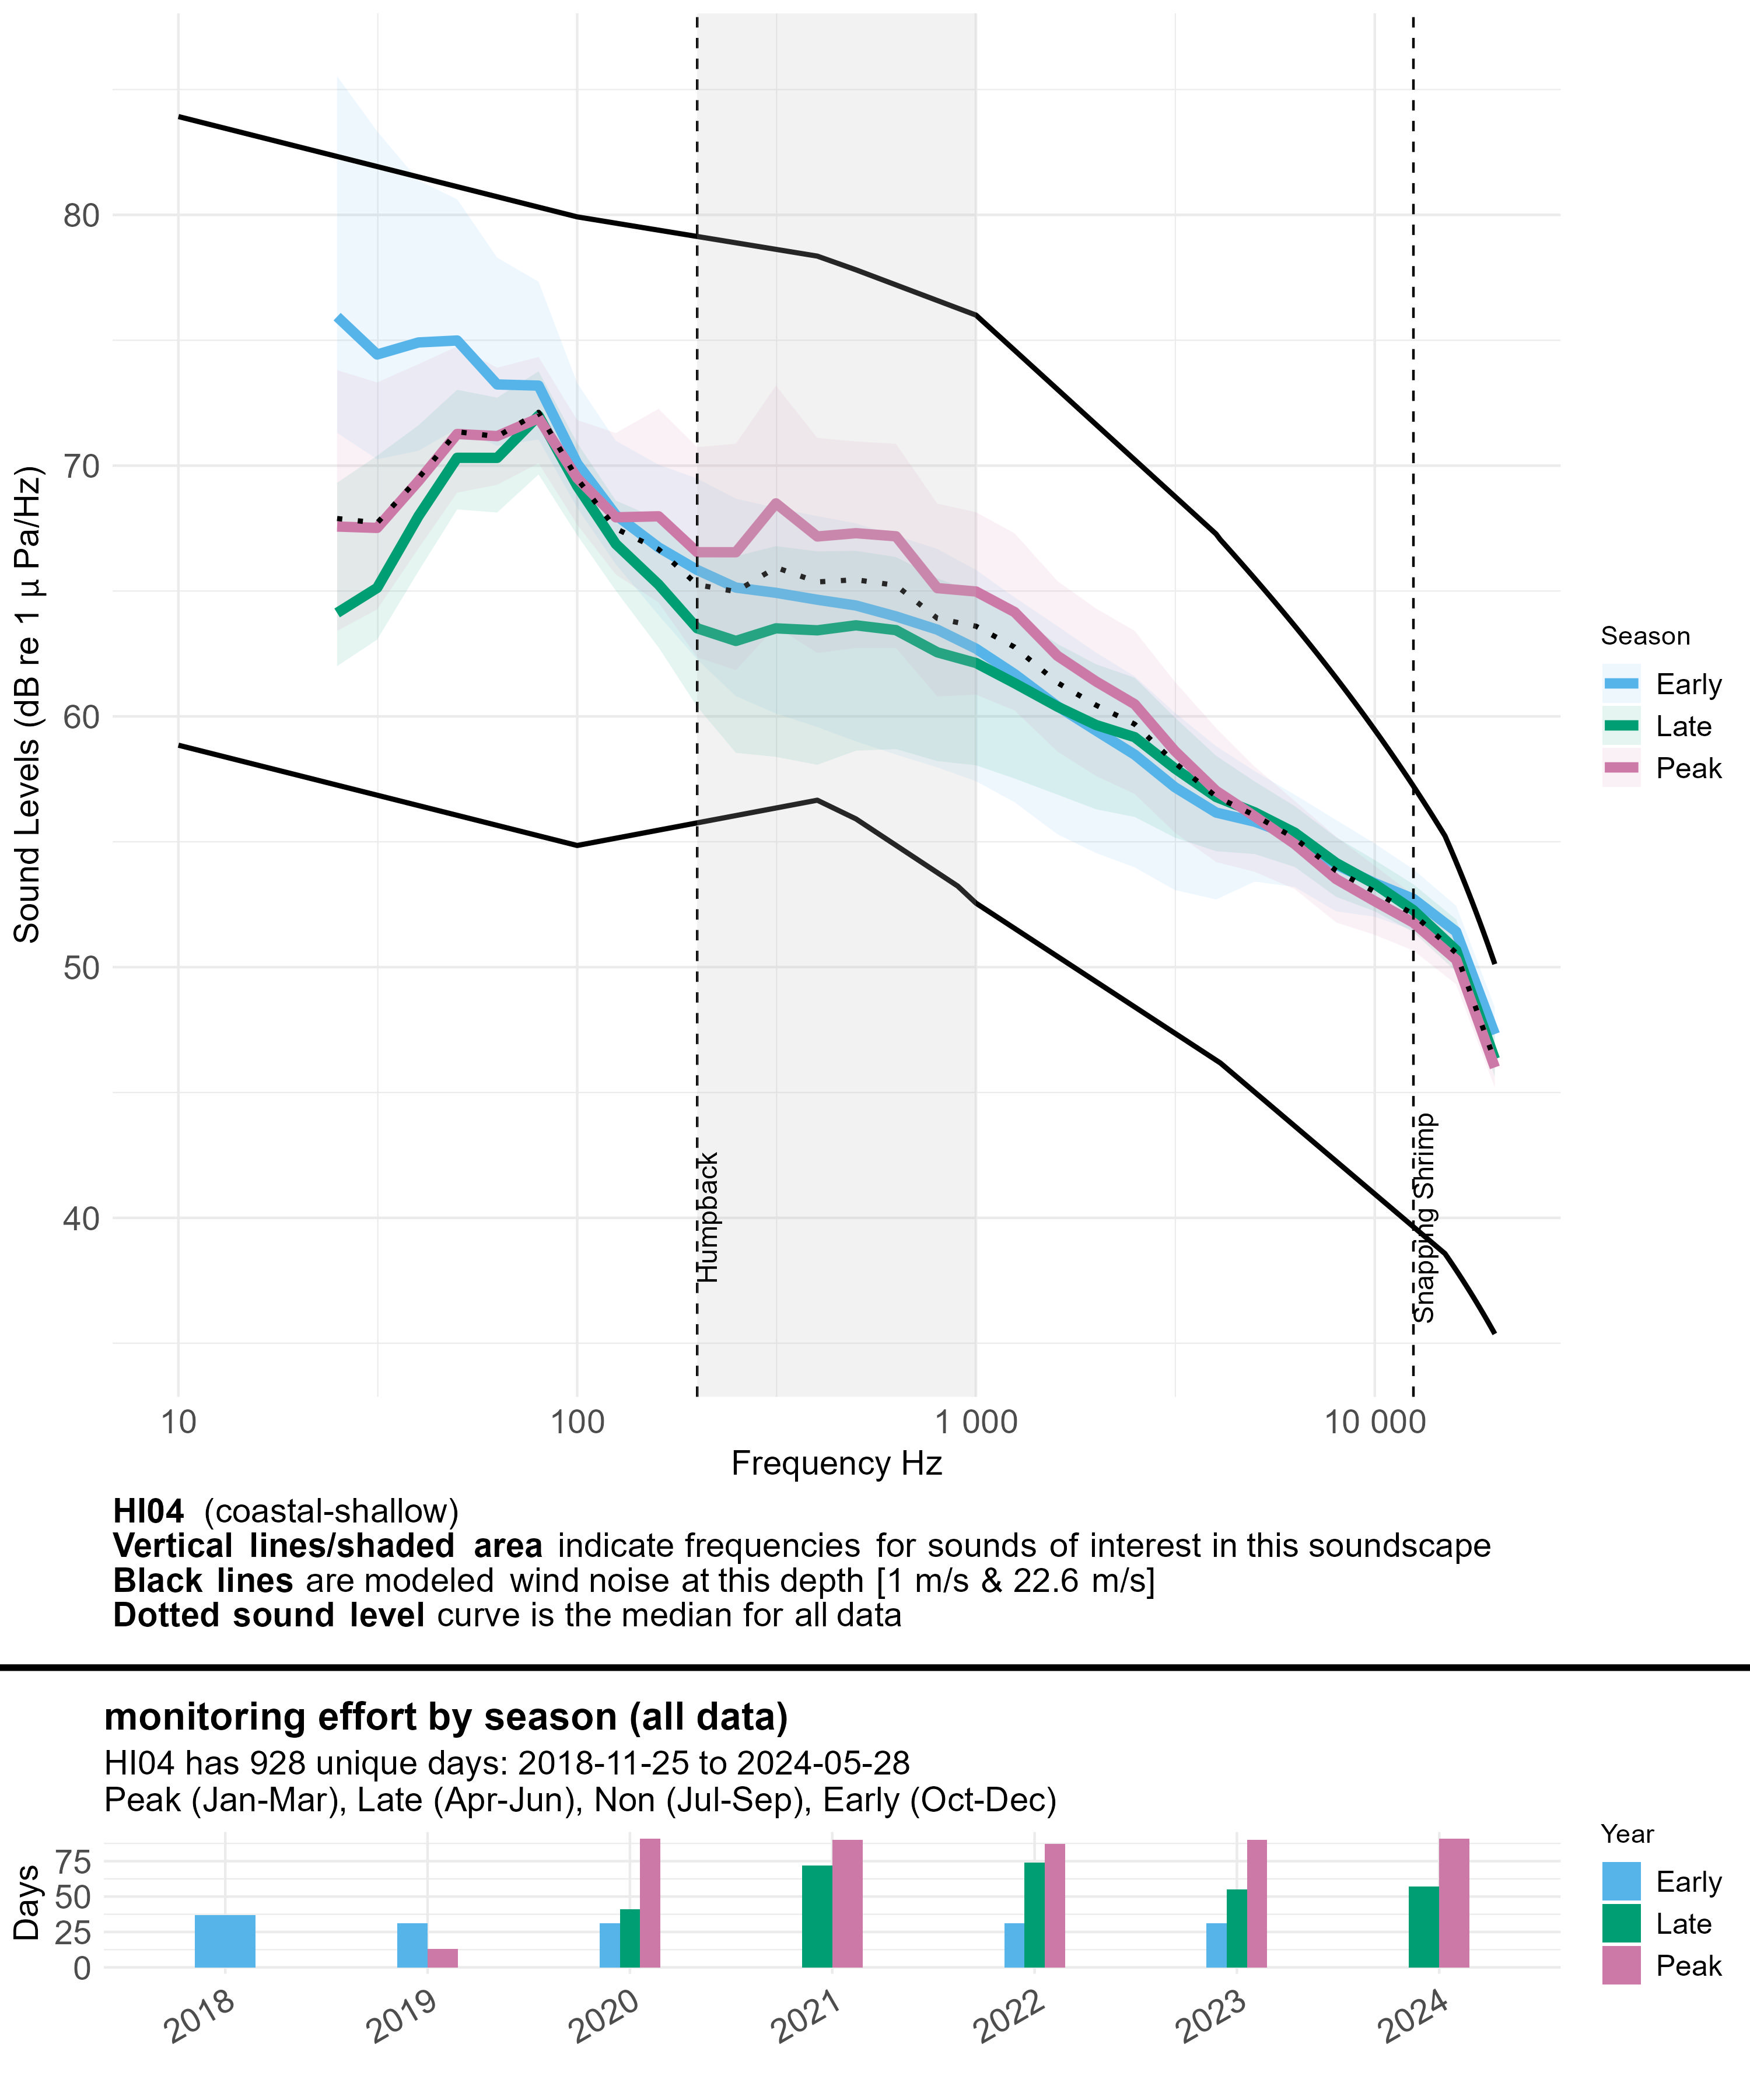 80
70
60
50
40
Sound Levels (dB re 1 µ Pa/Hz)
Humpback
Snapping Shrimp
10
100
1 000
10 000
Frequency Hz
Season
Early
Late
Peak
HI04 (coastal-shallow)
Vertical lines/shaded area indicate frequencies for sounds of interest in this soundscape
Black lines are modeled wind noise at this depth [1 m/s & 22.6 m/s]
Dotted sound level curve is the median for all data
monitoring effort by season (all data)
HI04 has 928 unique days: 2018-11-25 to 2024-05-28
Peak (Jan-Mar), Late (Apr-Jun), Non (Jul-Sep), Early (Oct-Dec)
Days
75
50
25
0
2018
2019
2020
2021
2022
2023
2024
Year
Early
Late
Peak